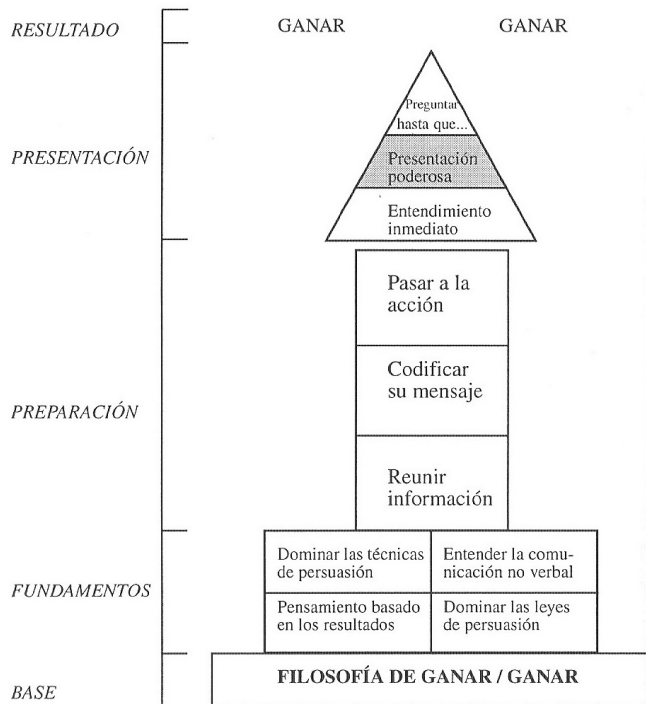 RESULTADO
GANAR GANAR
Preguntar
hasta que...
PRESENTACIÓN
Presentación
poderosa
Entendimiento
inmediato
Pasar a la
acción
Codificar
su mensaje
PREPARACIÓN
Reunir
información
Dominar las técnicas
de persuasión
Entender la comu-
nicación no verbal
FUNDAMENTOS
Pensamiento basado
en los resultados
Dominar las leyes
de persuasión
FILOSOFÍA DE GANAR / GANAR
BASE